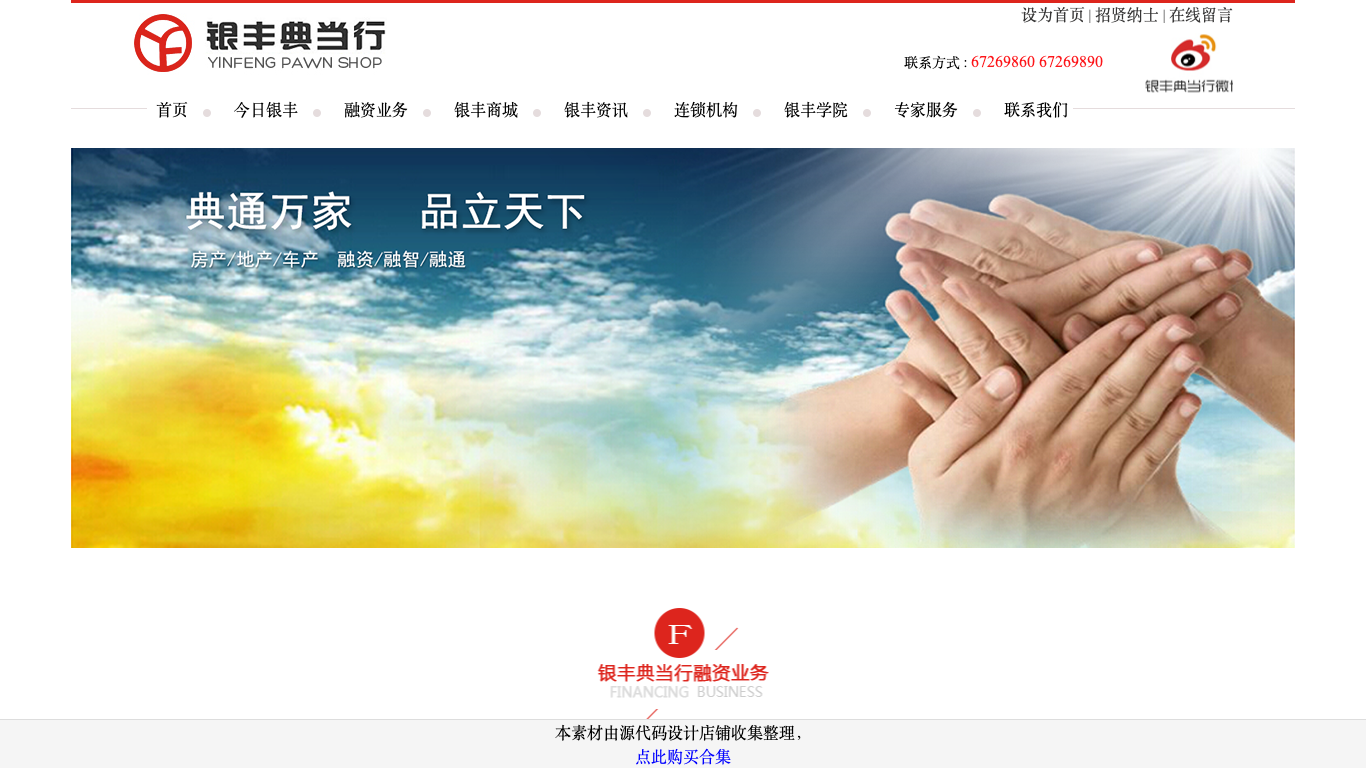 设为首页 | 招贤纳士 | 在线留言
银丰典当行
YINFENG PAWN SHOP
联系方式 : 67269860 67269890
银丰典当行微
首页 今日银丰 融资业务 银丰商城 银丰资讯 连锁机构 银丰学院 专家服务 联系我们
典通万家 品立天下
房产/地产/车产 融资/融智/融通
F
银丰典当行融资业务
FINANCING BUSINESS
本素材由源代码设计店铺收集整理，
点此购买合集